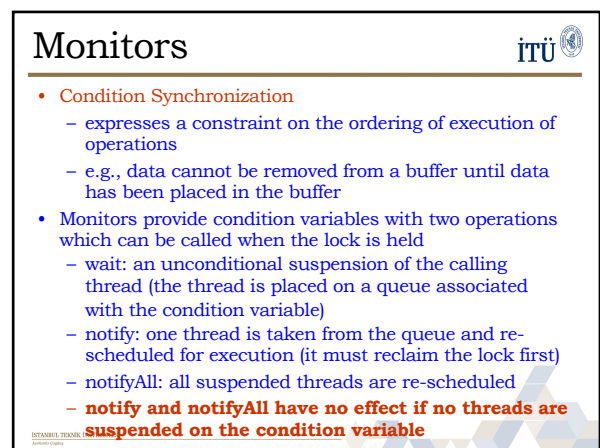 Monitors
İTÜ
• Condition Synchronization
– expresses a constraint on the ordering of execution of
operations
– e.g., data cannot be removed from a buffer until data
has been placed in the buffer
• Monitors provide condition variables with two operations
which can be called when the lock is held
– wait: an unconditional suspension of the calling
thread (the thread is placed on a queue associated
with the condition variable)
– notify: one thread is taken from the queue and re-
scheduled for execution (it must reclaim the lock first)
– notifyAll: all suspended threads are re-scheduled
– notify and notifyAll have no effect if no threads are
suspended on the condition variable
İSTANBUL TEKNİK